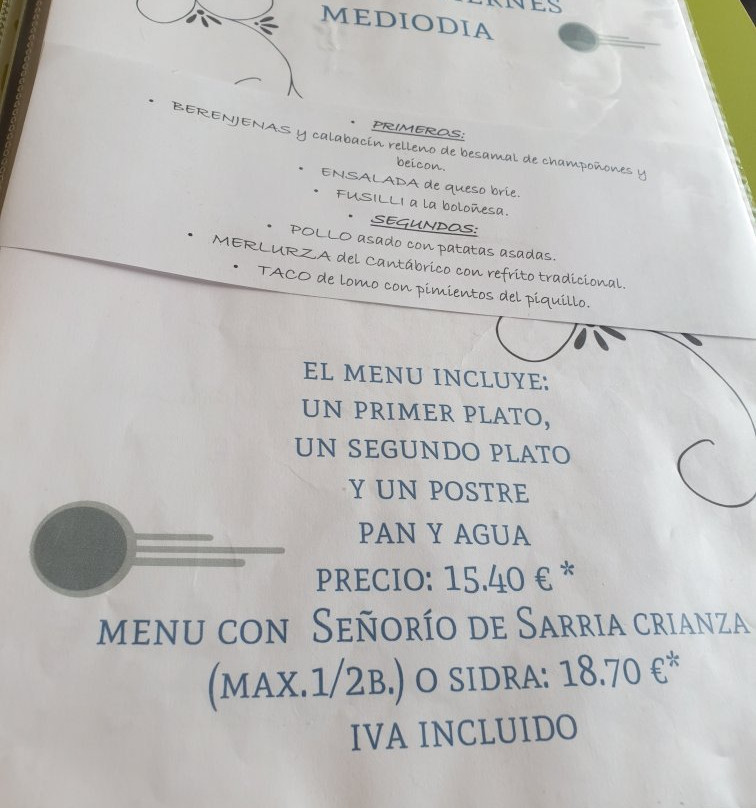 MEDIODIA
• PRIMEROS:
• BERENJENAS y calabacín relleno de besamal de champoñones y
beicon.
• ENSALADA de queso brie.
• FUSILLI a la boloñesa.
• SEGUNDOS:
• POLLO asado con patatas asadas.
• MERLURZA del Cantábrico con refrito tradicional.
• TACO de lomo con pimientos del piquillo.
EL MENU INCLUYE:
UN PRIMER PLATO,
UN SEGUNDO PLATO
Y UN POSTRE
PAN Y AGUA
PRECIO: 15.40 € *
MENU CON SEÑORÍO DE SARRIA CRIANZA
(MAX.1/2B.) O SIDRA: 18.70 €*
IVA INCLUIDO